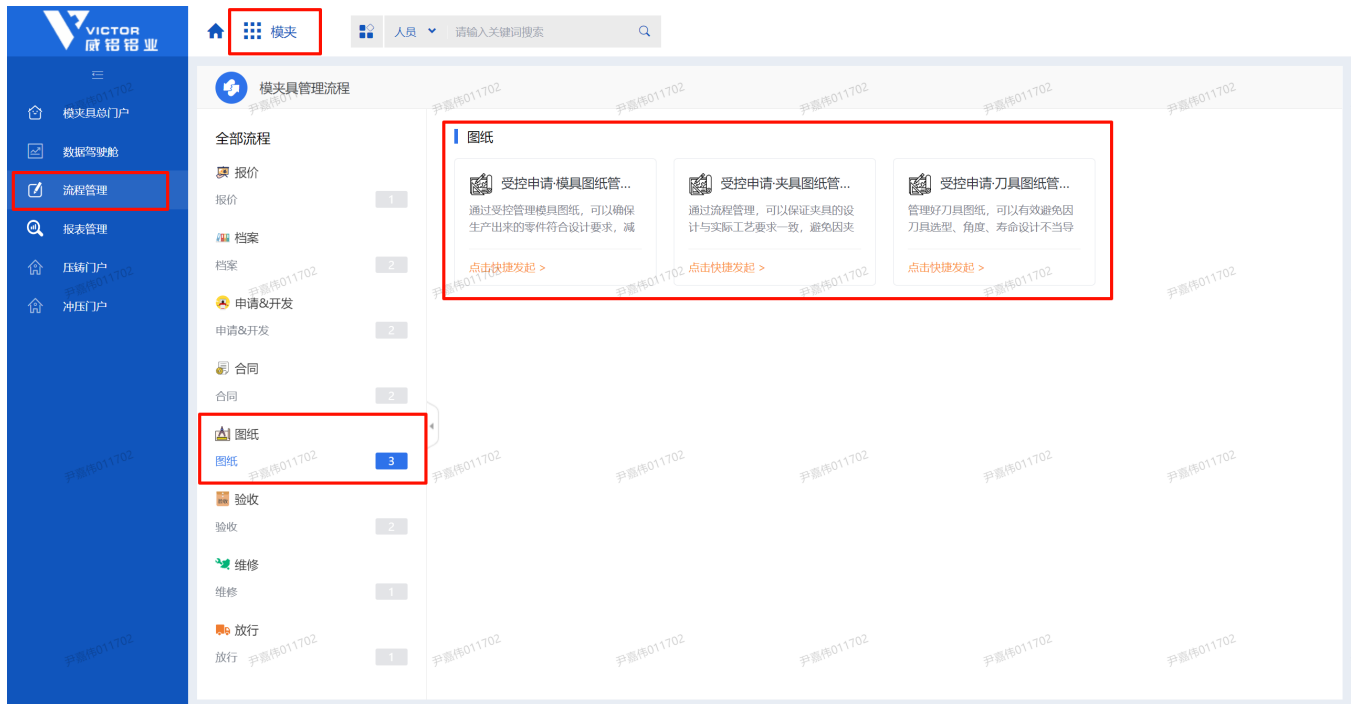 VICTOR
威铝铝业
模夹
人员
请输入关键词搜索
模夹具总门户
数据驾驶舱
流程管理
报表管理
压铸门户
冲压门户
模夹具管理流程
全部流程
报价
报价 1
档案
档案 2
申请&开发
申请&开发 2
合同
合同 2
图纸
图纸 3
验收
验收 2
维修
维修 1
放行
放行 1
图纸
受控申请-模具图纸管...
通过受控管理模具图纸，可以确保
生产出来的零件符合设计要求，减
点击快捷发起 >
受控申请-夹具图纸管...
通过流程管理，可以保证夹具的设
计与实际工艺要求一致，避免因夹
点击快捷发起 >
受控申请-刀具图纸管...
管理好刀具图纸，可以有效避免因
刀具选型、角度、寿命设计不当导
点击快捷发起 >
尹嘉伟011702